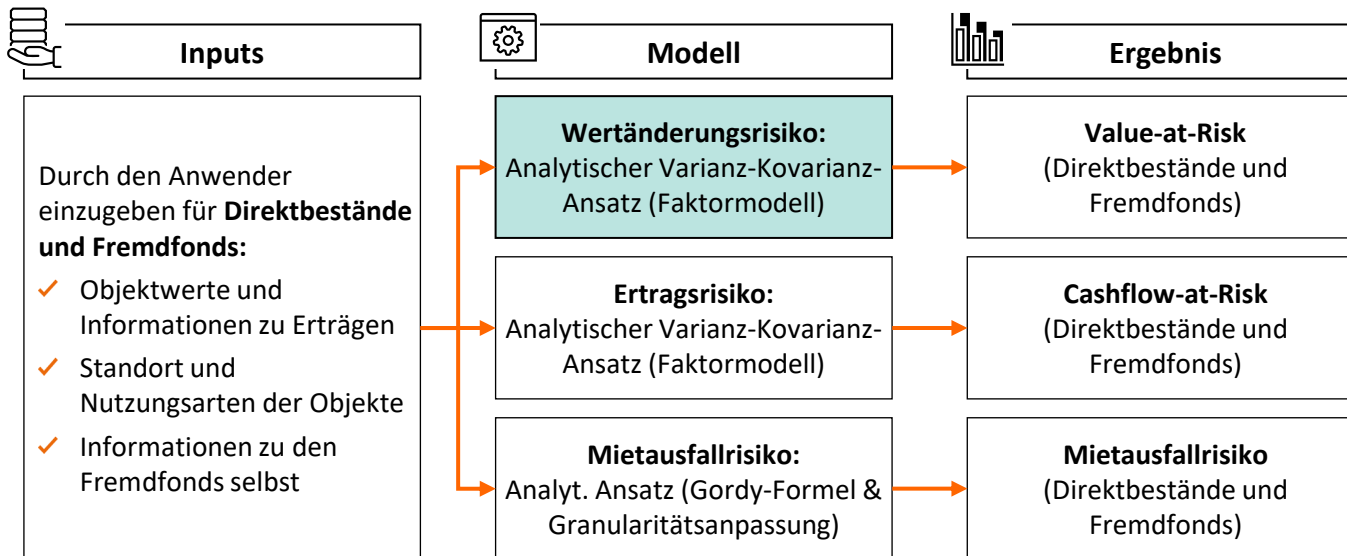 Inputs
Modell
Ergebnis
Durch den Anwender
einzugeben für Direktbestände
und Fremdfonds:
Objektwerte und
Informationen zu Erträgen
Standort und
Nutzungsarten der Objekte
Informationen zu den
Fremdfonds selbst
Wertänderungsrisiko:
Analytischer Varianz-Kovarianz-
Ansatz (Faktormodell)
Value-at-Risk
(Direktbestände und
Fremdfonds)
Ertragsrisiko:
Analytischer Varianz-Kovarianz-
Ansatz (Faktormodell)
Cashflow-at-Risk
(Direktbestände und
Fremdfonds)
Mietausfallrisiko:
Analyt. Ansatz (Gordy-Formel &
Granularitätsanpassung)
Mietausfallrisiko
(Direktbestände und
Fremdfonds)